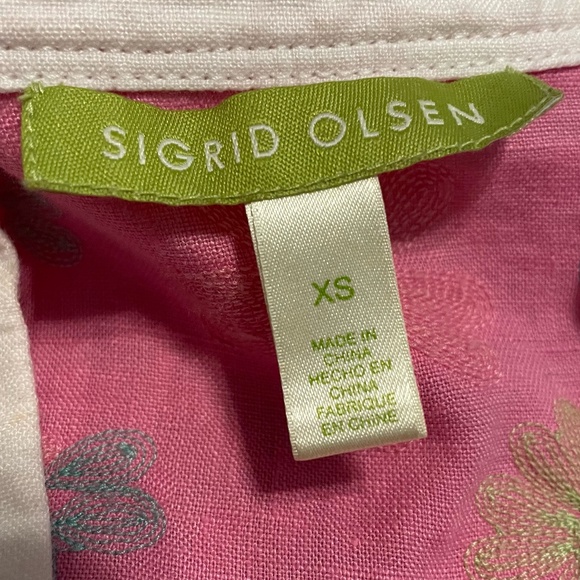 SIGRID OLSEN
XS
MADE IN
CHINA
HECHO EN
CHINA
FABRIQUE
EN CHINE